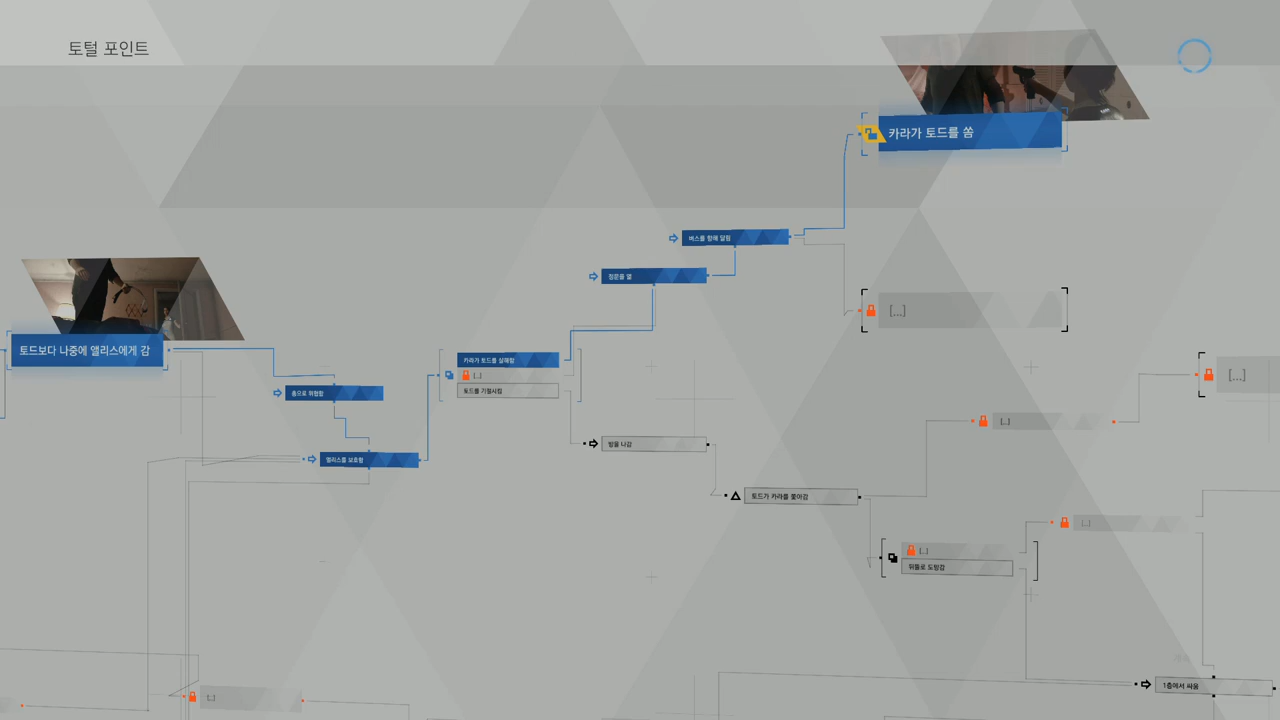 토털 포인트
카라가 토드를 쏨
버스를 향해 달림
정문을 엶
[...]
토드보다 나중에 앨리스에게 감
카라가 토드를 살해함
[...]
토드를 기절시킴
[...]
총으로 위협함
[...]
방을 나감
앨리스를 보호함
토드가 카라를 쫓아감
[...]
[...]
뒤뜰로 도망감
1층에서 싸움
[...]